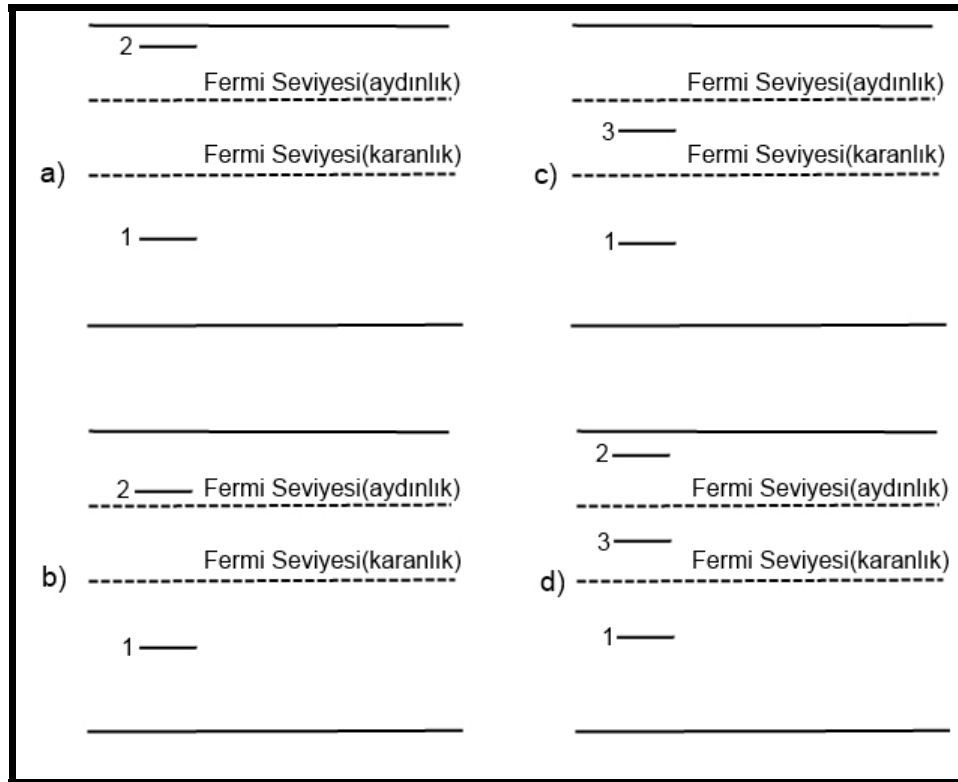 a)
2
Fermi Seviyesi(aydınlık)
Fermi Seviyesi(karanlık)
1
c)
Fermi Seviyesi(aydınlık)
3
Fermi Seviyesi(karanlık)
1
b)
2 Fermi Seviyesi(aydınlık)
Fermi Seviyesi(karanlık)
1
d)
2
Fermi Seviyesi(aydınlık)
3
Fermi Seviyesi(karanlık)
1